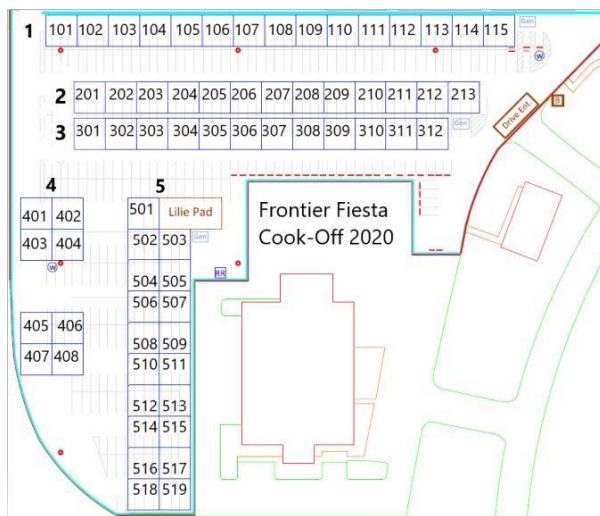 1 101 102 103 104 105 106 107 108 109 110 111 112 113 114 115 Gen
W
2 201 202 203 204 205 206 207 208 209 210 211 212 213
B
Drive Ent.
3 301 302 303 304 305 306 307 308 309 310 311 312 Gen
4 5
401 402 501 Lilie Pad
403 404 502 503 Gen
Frontier Fiesta
Cook-Off 2020
W
RR
504 505
506 507
405 406
508 509
407 408 510 511
512 513
514 515
516 517
518 519